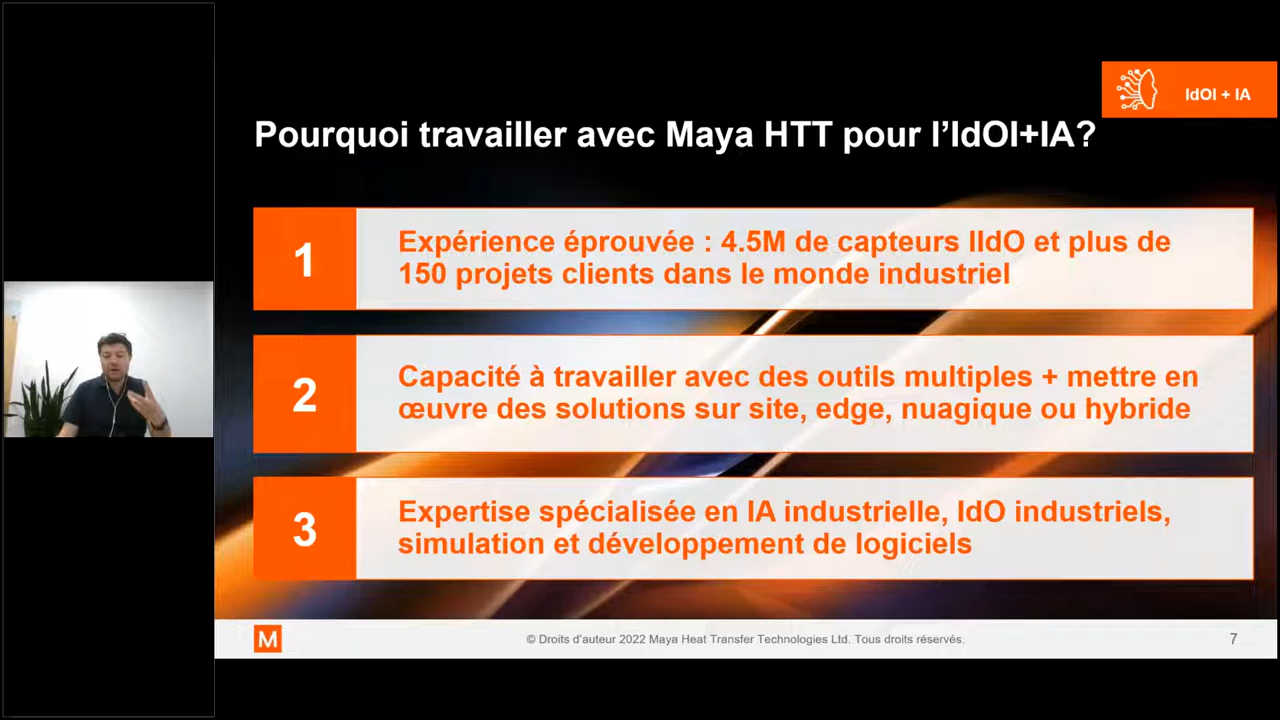 IdOI + IA
Pourquoi travailler avec Maya HTT pour l’IdOI+IA?
1
Expérience éprouvée : 4.5M de capteurs IIdO et plus de
150 projets clients dans le monde industriel
2
Capacité à travailler avec des outils multiples + mettre en
œuvre des solutions sur site, edge, nuagique ou hybride
3
Expertise spécialisée en IA industrielle, IdO industriels,
simulation et développement de logiciels
M
© Droits d’auteur 2022 Maya Heat Transfer Technologies Ltd. Tous droits réservés.
7